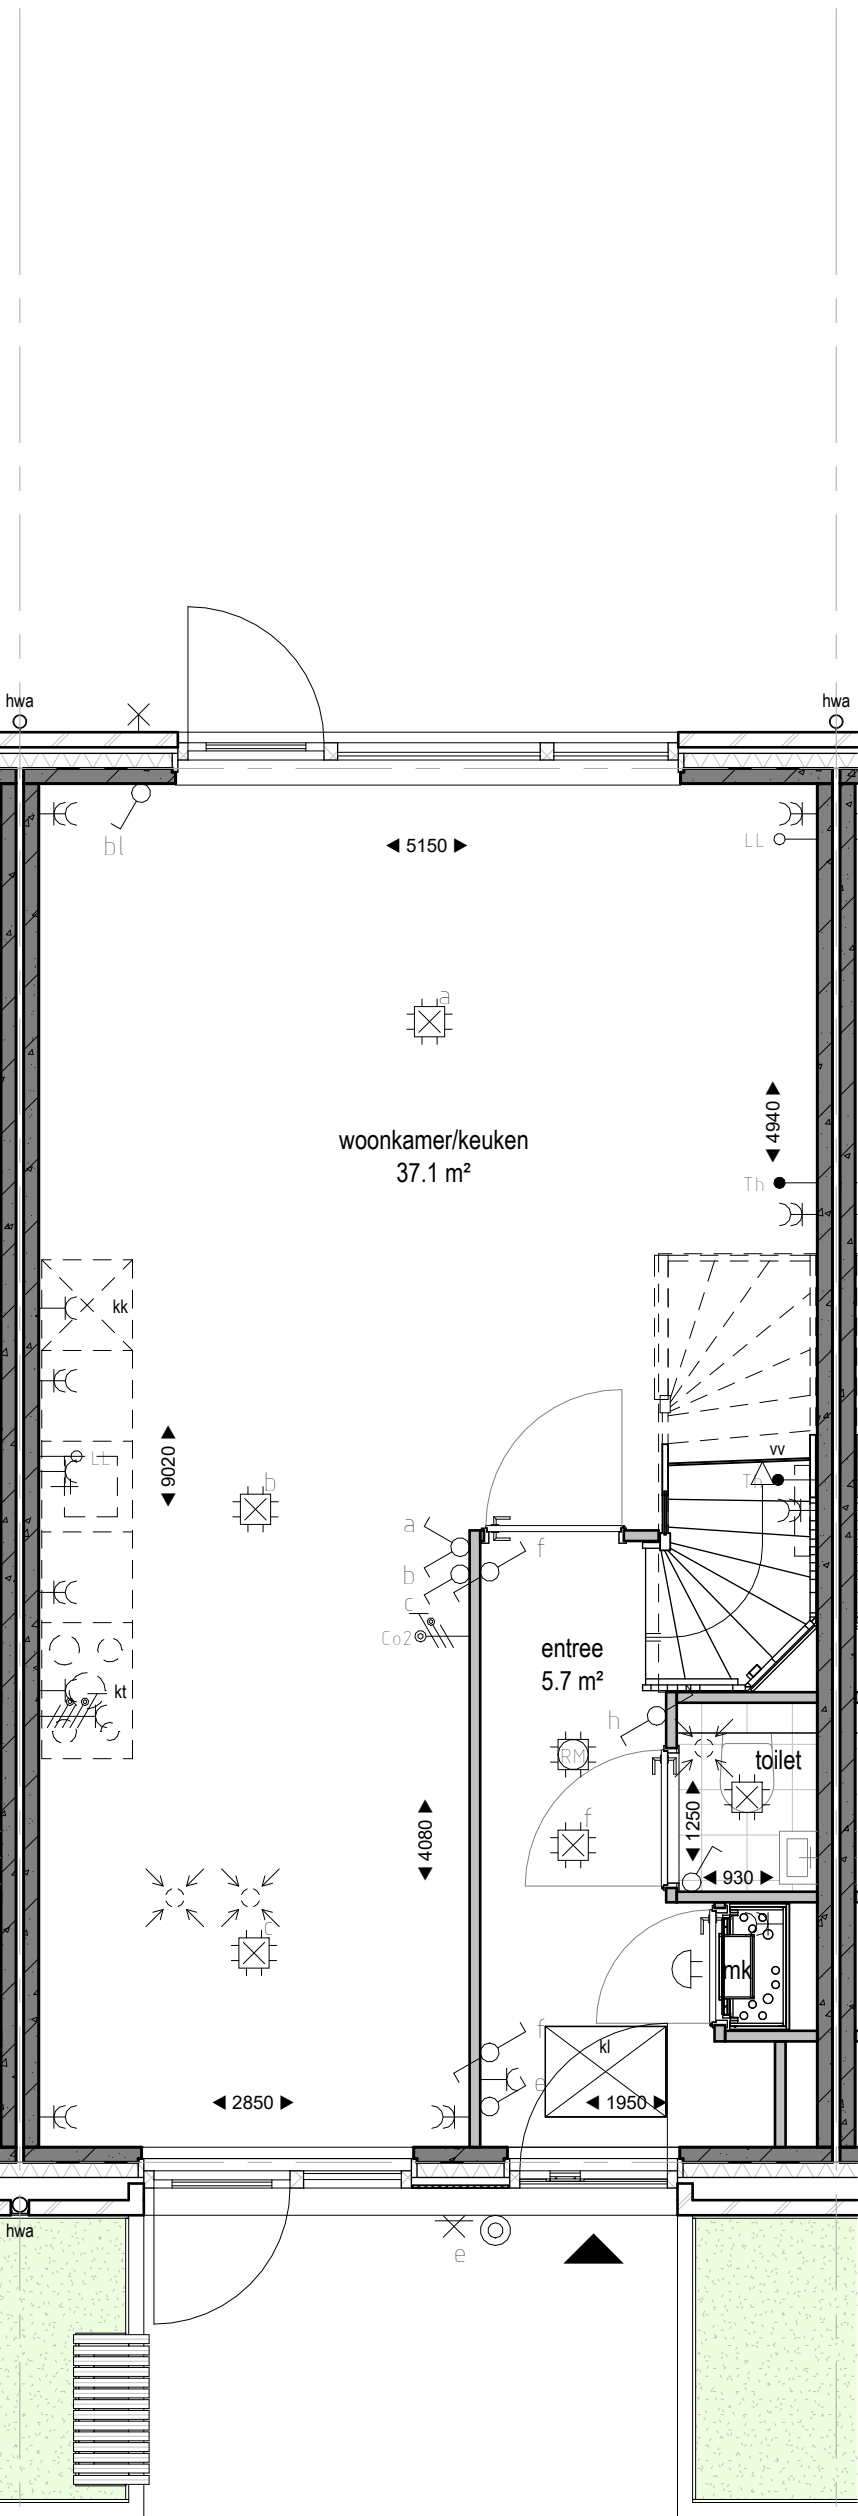 hwa
hwa
bl
5150
LL
a
woonkamer/keuken
37.1 m²
4940
Th
kk
9020
LL
vv
Th
b
a
f
b
c
Co2
entree
5.7 m²
kt
h
RM
toilet
1250
f
4080
930
c
mk
f
kl
e
2850
1950
hwa
e